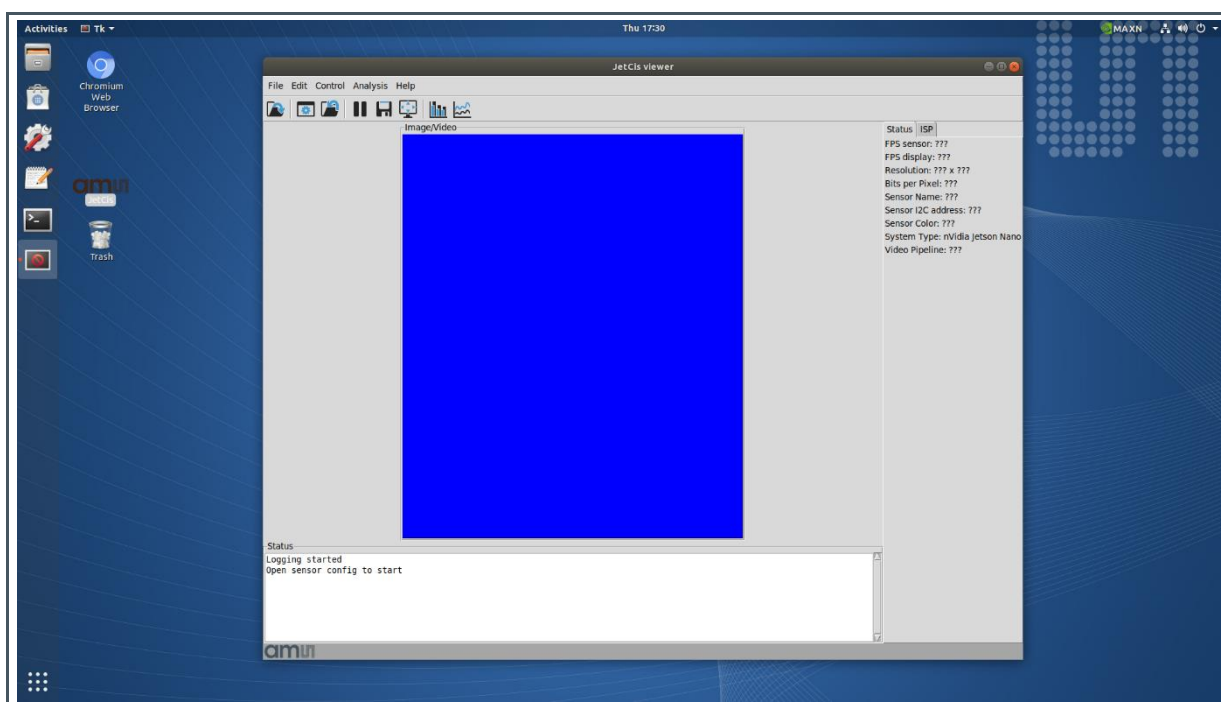 Activities Tk Thu 17:30 MAXN
Chromium
Web
Browser
amu
JetCis
Trash
JetCis viewer
File Edit Control Analysis Help
Image/Video
Status ISP
FPS sensor: ???
FPS display: ???
Resolution: ??? x ???
Bits per Pixel: ???
Sensor Name: ???
Sensor I2C address: ???
Sensor Color: ???
System Type: nVidia Jetson Nano
Video Pipeline: ???
Status
Logging started
Open sensor config to start
amu